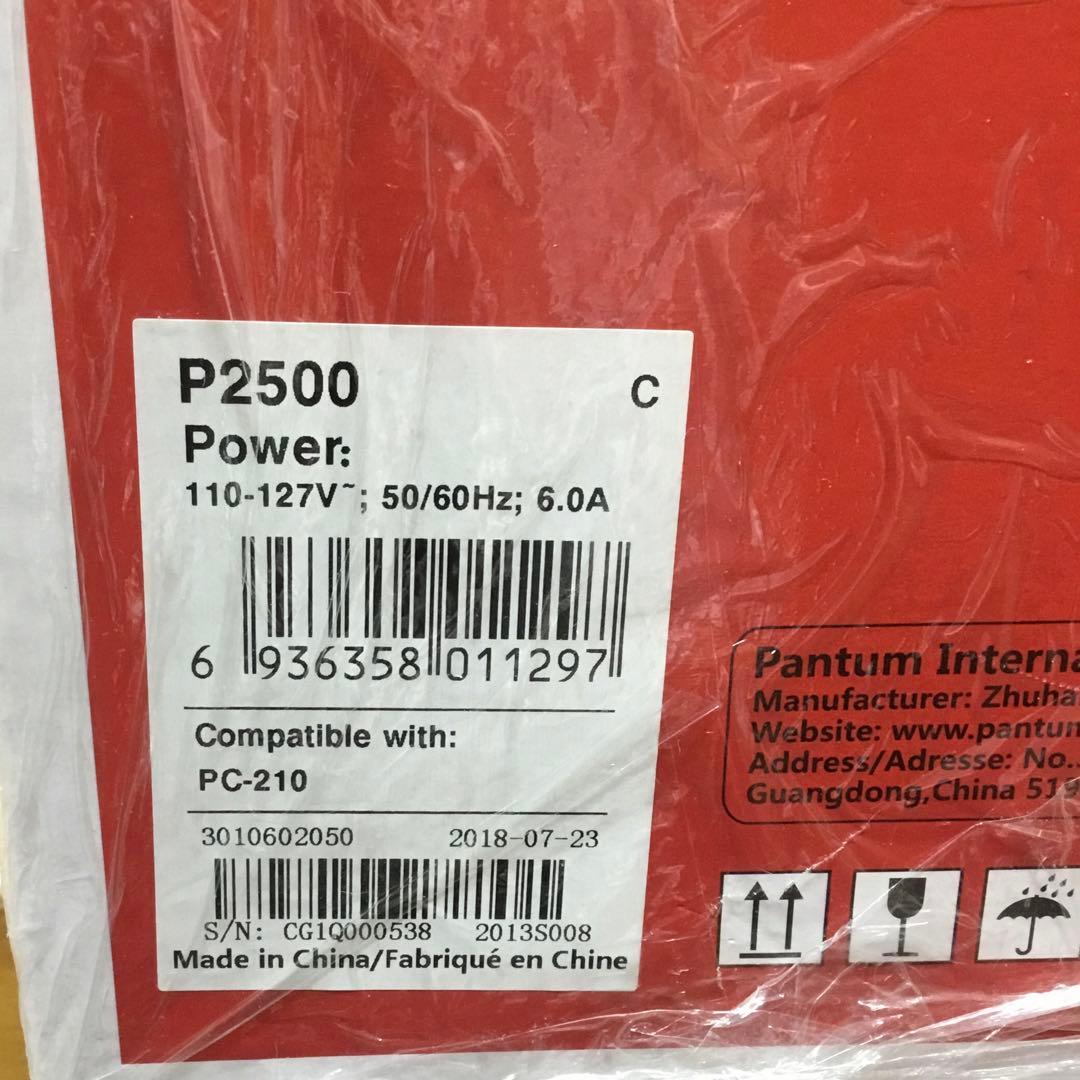 P2500 C
Power:
110-127V~; 50/60Hz; 6.0A
6 936358 011297
Compatible with:
PC-210
3010602050 2018-07-23
S/N: CG1Q000538 2013S008
Made in China/Fabriqué en Chine
Pantum Interna
Manufacturer: Zhuha
Website: www.pantum
Address/Adresse: No.
Guangdong,China 519